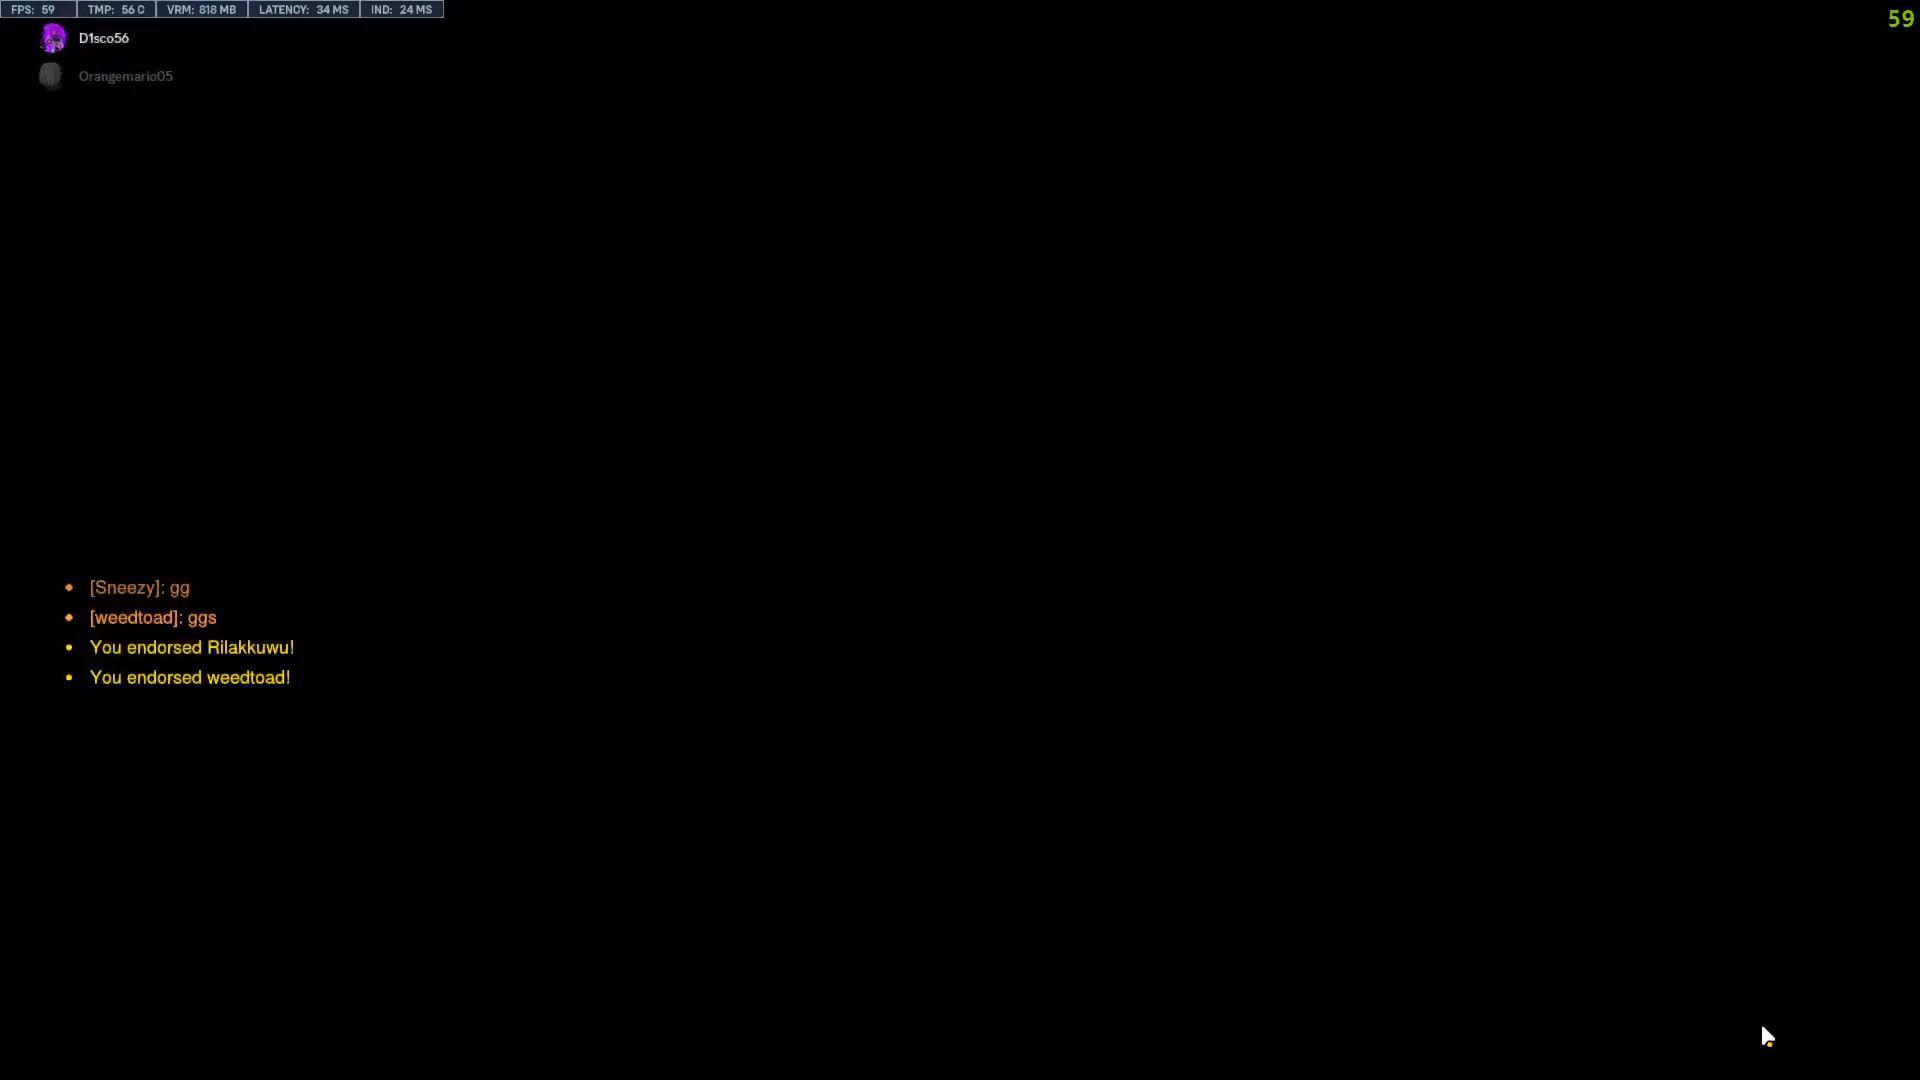 FPS: 59 TMP: 56 C VRM: 818 MB LATENCY: 34 MS IND: 24 MS
59
D1sco56
Orangemario05
[Sneezy]: gg
[weedtoad]: ggs
You endorsed Rilakkuwu!
You endorsed weedtoad!